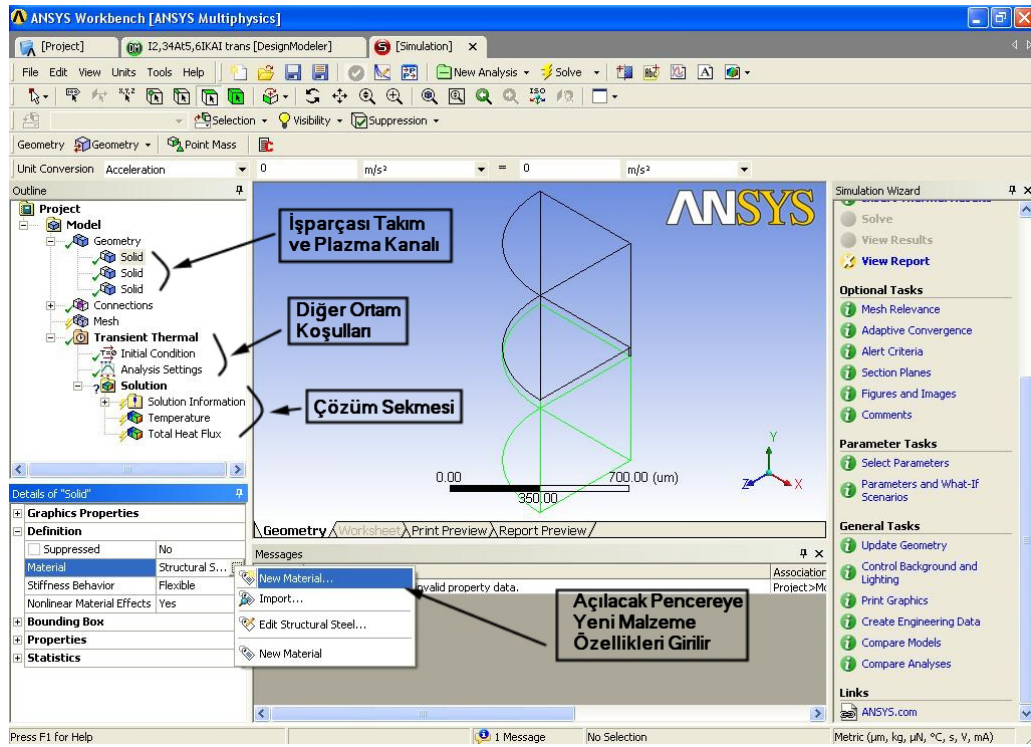 ANSYS Workbench [ANSYS Multiphysics]
[Project]
I2,34At5,6IKAI trans [DesignModeler]
[Simulation]
File Edit View Units Tools Help
New Analysis
Solve
Selection
Visibility
Suppression
Geometry
Geometry
Point Mass
Unit Conversion
Acceleration
0
m/s²
=
0
m/s²
Outline
Project
Model
Geometry
Solid
Solid
Solid
Connections
Mesh
Transient Thermal
Initial Condition
Analysis Settings
Solution
Solution Information
Temperature
Total Heat Flux
İşparçası Takım
ve Plazma Kanalı
Diğer Ortam
Koşulları
Çözüm Sekmesi
ANSYS
0.00
700.00 (um)
350.00
Y
Z
X
Geometry
Worksheet
Print Preview
Report Preview
Details of "Solid"
Graphics Properties
Definition
Suppressed
No
Material
Structural S...
Stiffness Behavior
Flexible
Nonlinear Material Effects
Yes
Bounding Box
Properties
Statistics
New Material...
Import...
Edit Structural Steel...
New Material
Messages
Association
property data.
Açılacak Pencereye
Yeni Malzeme
Özellikleri Girilir
Simulation Wizard
Solve
View Results
View Report
Optional Tasks
Mesh Relevance
Adaptive Convergence
Alert Criteria
Section Planes
Figures and Images
Comments
Parameter Tasks
Select Parameters
Parameters and What-If
Scenarios
General Tasks
Update Geometry
Control Background and
Lighting
Print Graphics
Create Engineering Data
Compare Models
Compare Analyses
Links
ANSYS.com
Press F1 for Help
1 Message
No Selection
Metric (µm, kg, µN, °C, s, V, mA)